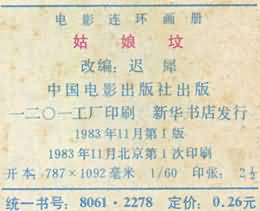 电影连环画册
姑娘坟
改编：迟犀
中国电影出版社出版
一二〇一工厂印刷 新华书店发行
1983年11月第1版
1983年11月北京第1次印刷
开本：787×1092毫米 1/60 印张：2½
统一书号：8061·2278 定价：0.26元